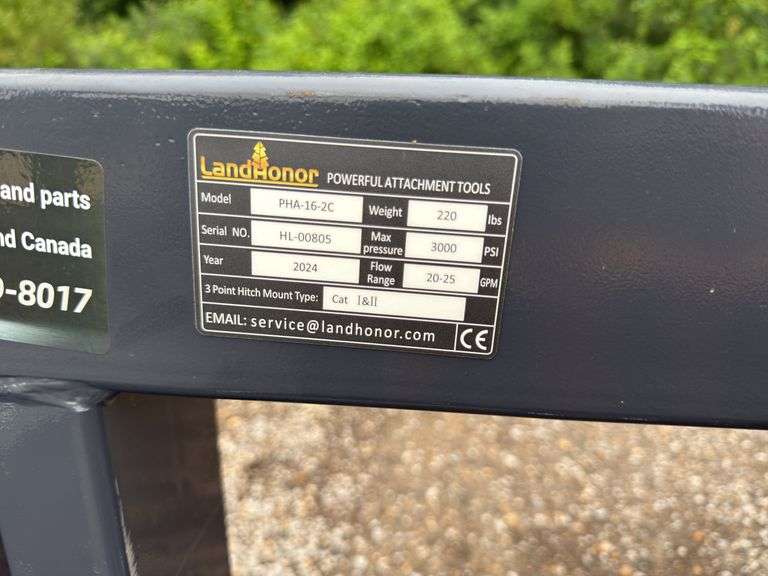 and parts
nd Canada
-8017
LandHonor POWERFUL ATTACHMENT TOOLS
Model PHA-16-2C Weight 220 lbs
Serial NO. HL-00805 Max pressure 3000 PSI
Year 2024 Flow Range 20-25 GPM
3 Point Hitch Mount Type: Cat I&II
EMAIL: service@landhonor.com CE